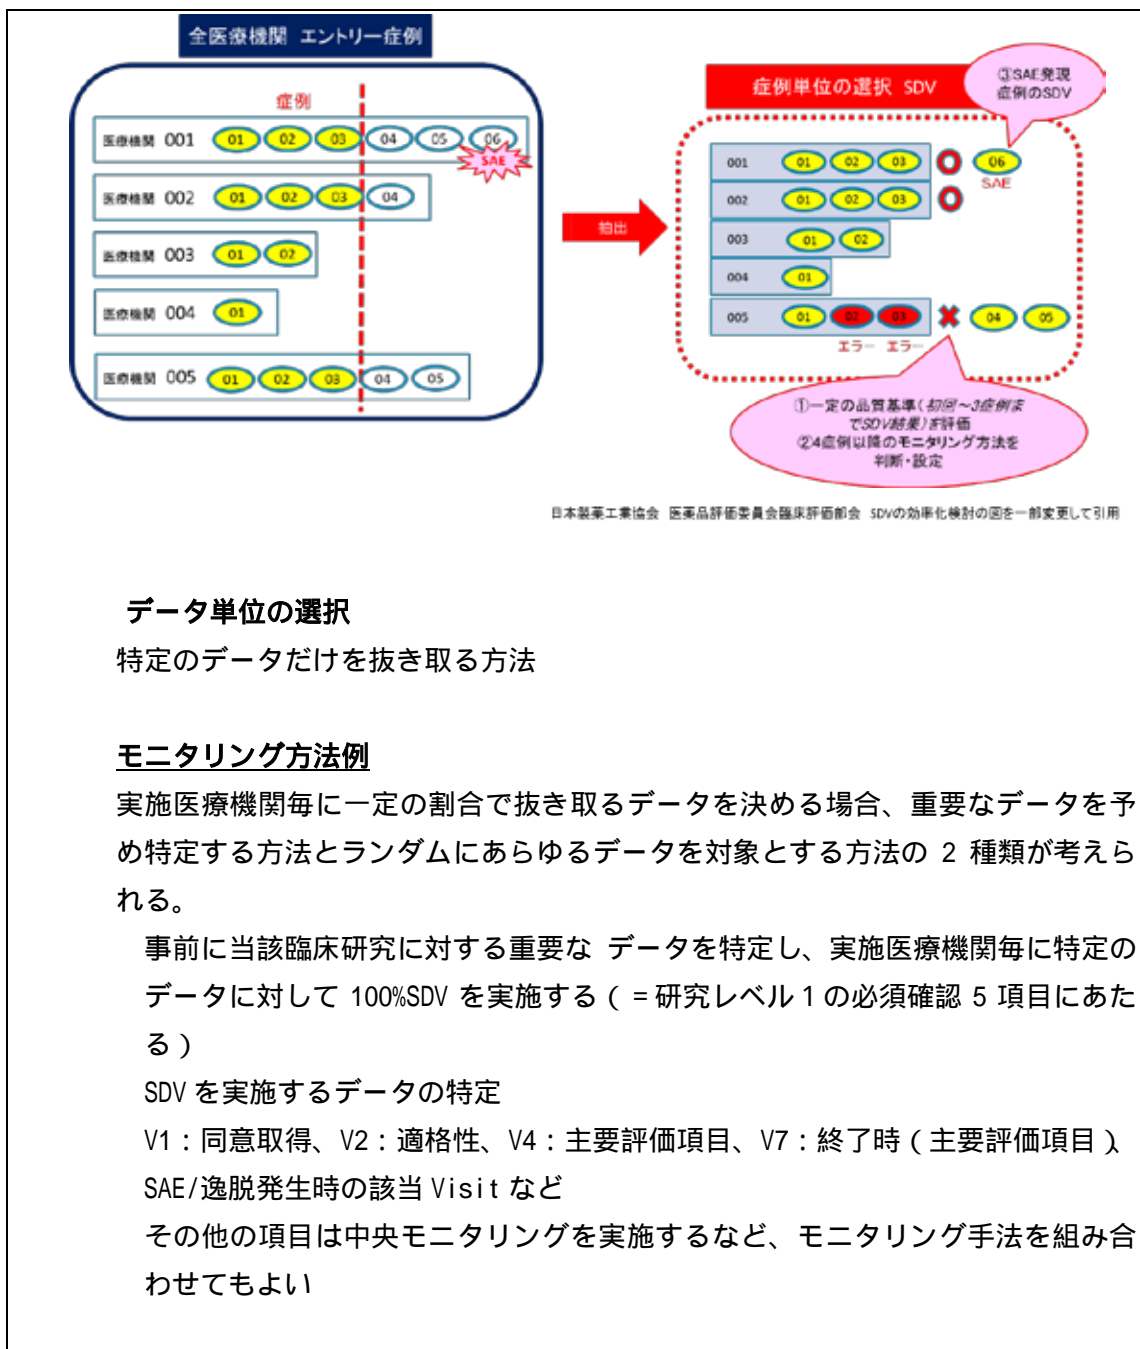 全医療機関 エントリー症例
症例
医療機関 001 01 02 03 04 05 06
SAE
医療機関 002 01 02 03 04
医療機関 003 01 02
医療機関 004 01
医療機関 005 01 02 03 04 05
抽出
症例単位の選択 SDV
③SAE発現
症例のSDV
001 01 02 03 06
SAE
002 01 02 03
003 01 02
004 01
005 01 02 03 04 05
エラー エラー
①一定の品質基準(初回~3症例ま
でSDV結果)を評価
②4症例以降のモニタリング方法を
判断・設定
日本製薬工業協会 医薬品評価委員会臨床評価部会 SDVの効率化検討の図を一部変更して引用
データ単位の選択
特定のデータだけを抜き取る方法
モニタリング方法例
実施医療機関毎に一定の割合で抜き取るデータを決める場合、重要なデータを予
め特定する方法とランダムにあらゆるデータを対象とする方法の 2 種類が考えら
れる。
事前に当該臨床研究に対する重要な データを特定し、実施医療機関毎に特定の
データに対して 100%SDV を実施する(=研究レベル1の必須確認 5 項目にあた
る)
SDV を実施するデータの特定
V1:同意取得、V2:適格性、V4:主要評価項目、V7:終了時(主要評価項目)、
SAE/逸脱発生時の該当 Visit など
その他の項目は中央モニタリングを実施するなど、モニタリング手法を組み合
わせてもよい